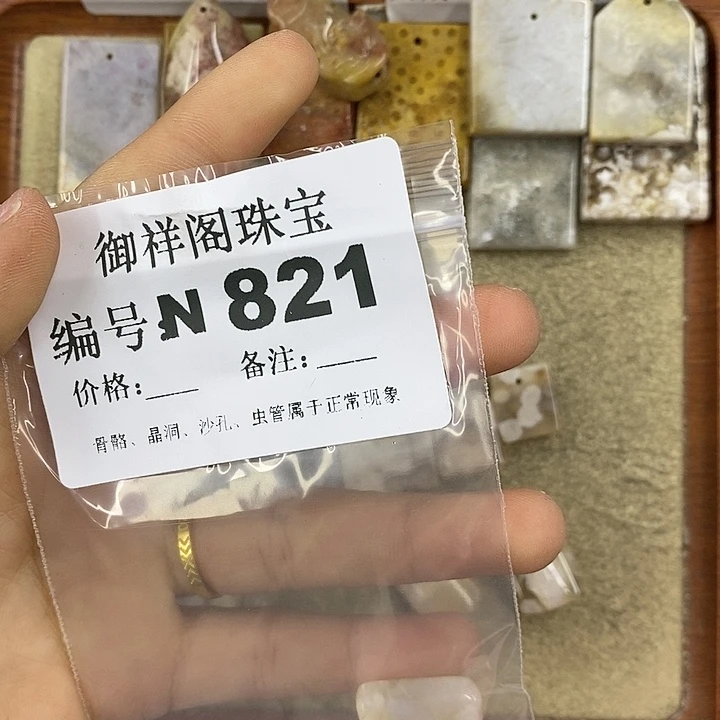 御祥阁珠宝
编号:N 821
价格:___ 备注:____
骨骼、晶洞、沙孔、虫管属于正常现象